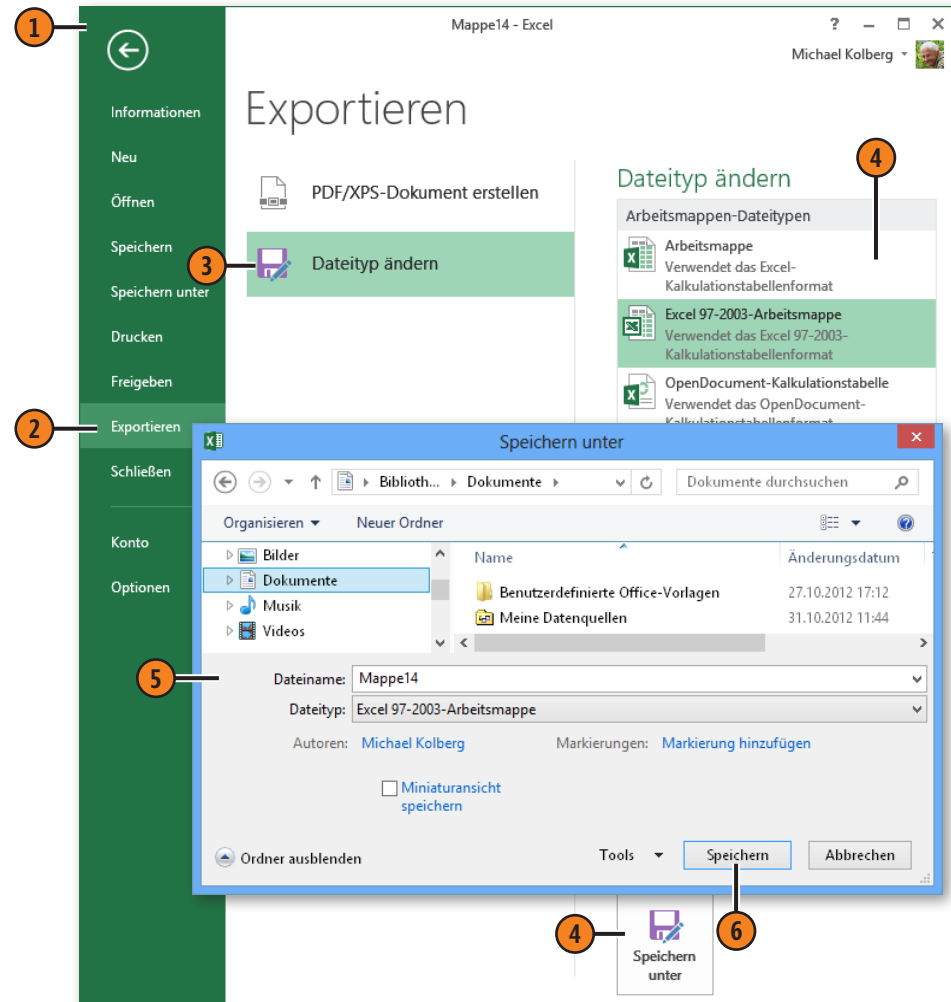 1
Mappe14 - Excel
?
Michael Kolberg
Informationen
Neu
Öffnen
Speichern
Speichern unter
Drucken
Freigeben
2
Exportieren
Schließen
Konto
Optionen
Exportieren
PDF/XPS-Dokument erstellen
3
Dateityp ändern
4
Dateityp ändern
Arbeitsmappen-Dateitypen
Arbeitsmappe
Verwendet das Excel-
Kalkulationstabellenformat
Excel 97-2003-Arbeitsmappe
Verwendet das Excel 97-2003-
Kalkulationstabellenformat
OpenDocument-Kalkulationstabelle
Verwendet das OpenDocument-
Kalkulationstabellenformat
Speichern unter
Biblioth... Dokumente
Dokumente durchsuchen
Organisieren
Neuer Ordner
Bilder
Dokumente
Musik
Videos
Name
Änderungsdatum
Benutzerdefinierte Office-Vorlagen
27.10.2012 17:12
Meine Datenquellen
31.10.2012 11:44
5
Dateiname: Mappe14
Dateityp: Excel 97-2003-Arbeitsmappe
Autoren: Michael Kolberg
Markierungen: Markierung hinzufügen
Miniaturansicht
speichern
Ordner ausblenden
Tools
Speichern
Abbrechen
6
4
Speichern
unter